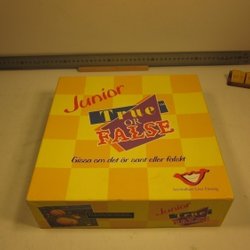 Junior
True
OR
FALSE
Gissa om det är sant eller falskt
Junior
True
OR
FALSE